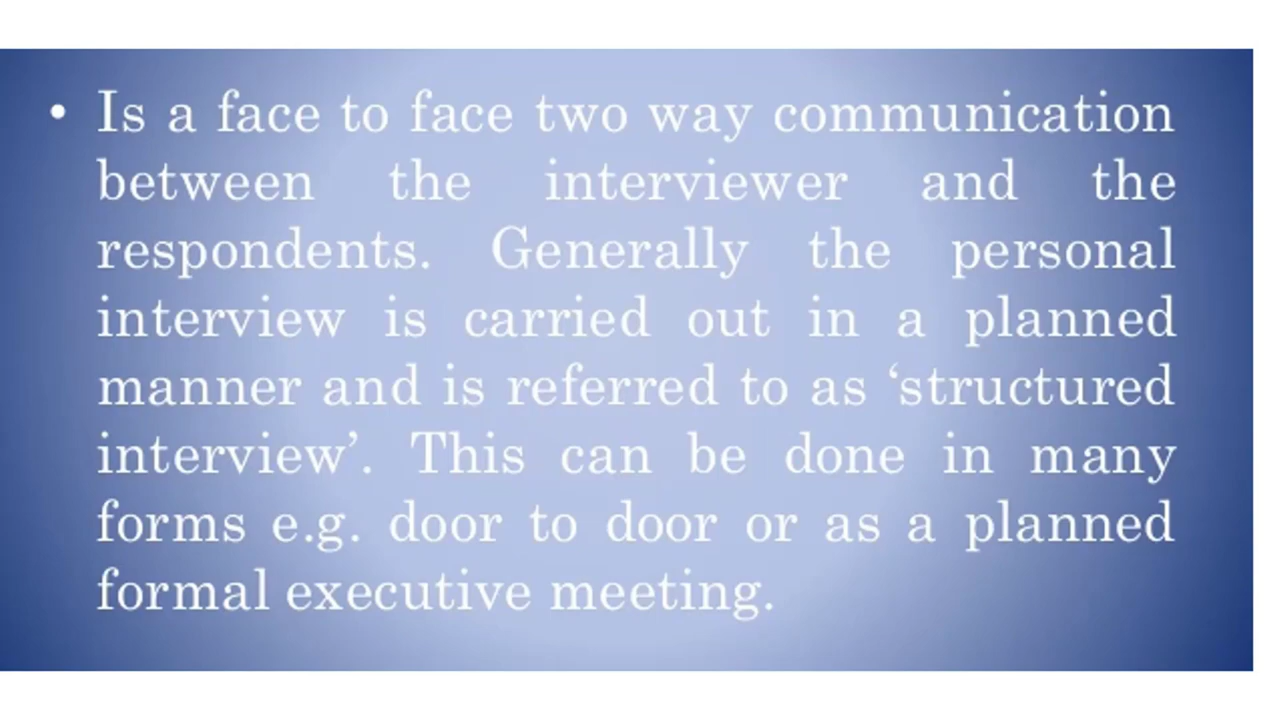 • Is a face to face two way communication
between the interviewer and the
respondents. Generally the personal
interview is carried out in a planned
manner and is referred to as ‘structured
interview’. This can be done in many
forms e.g. door to door or as a planned
formal executive meeting.